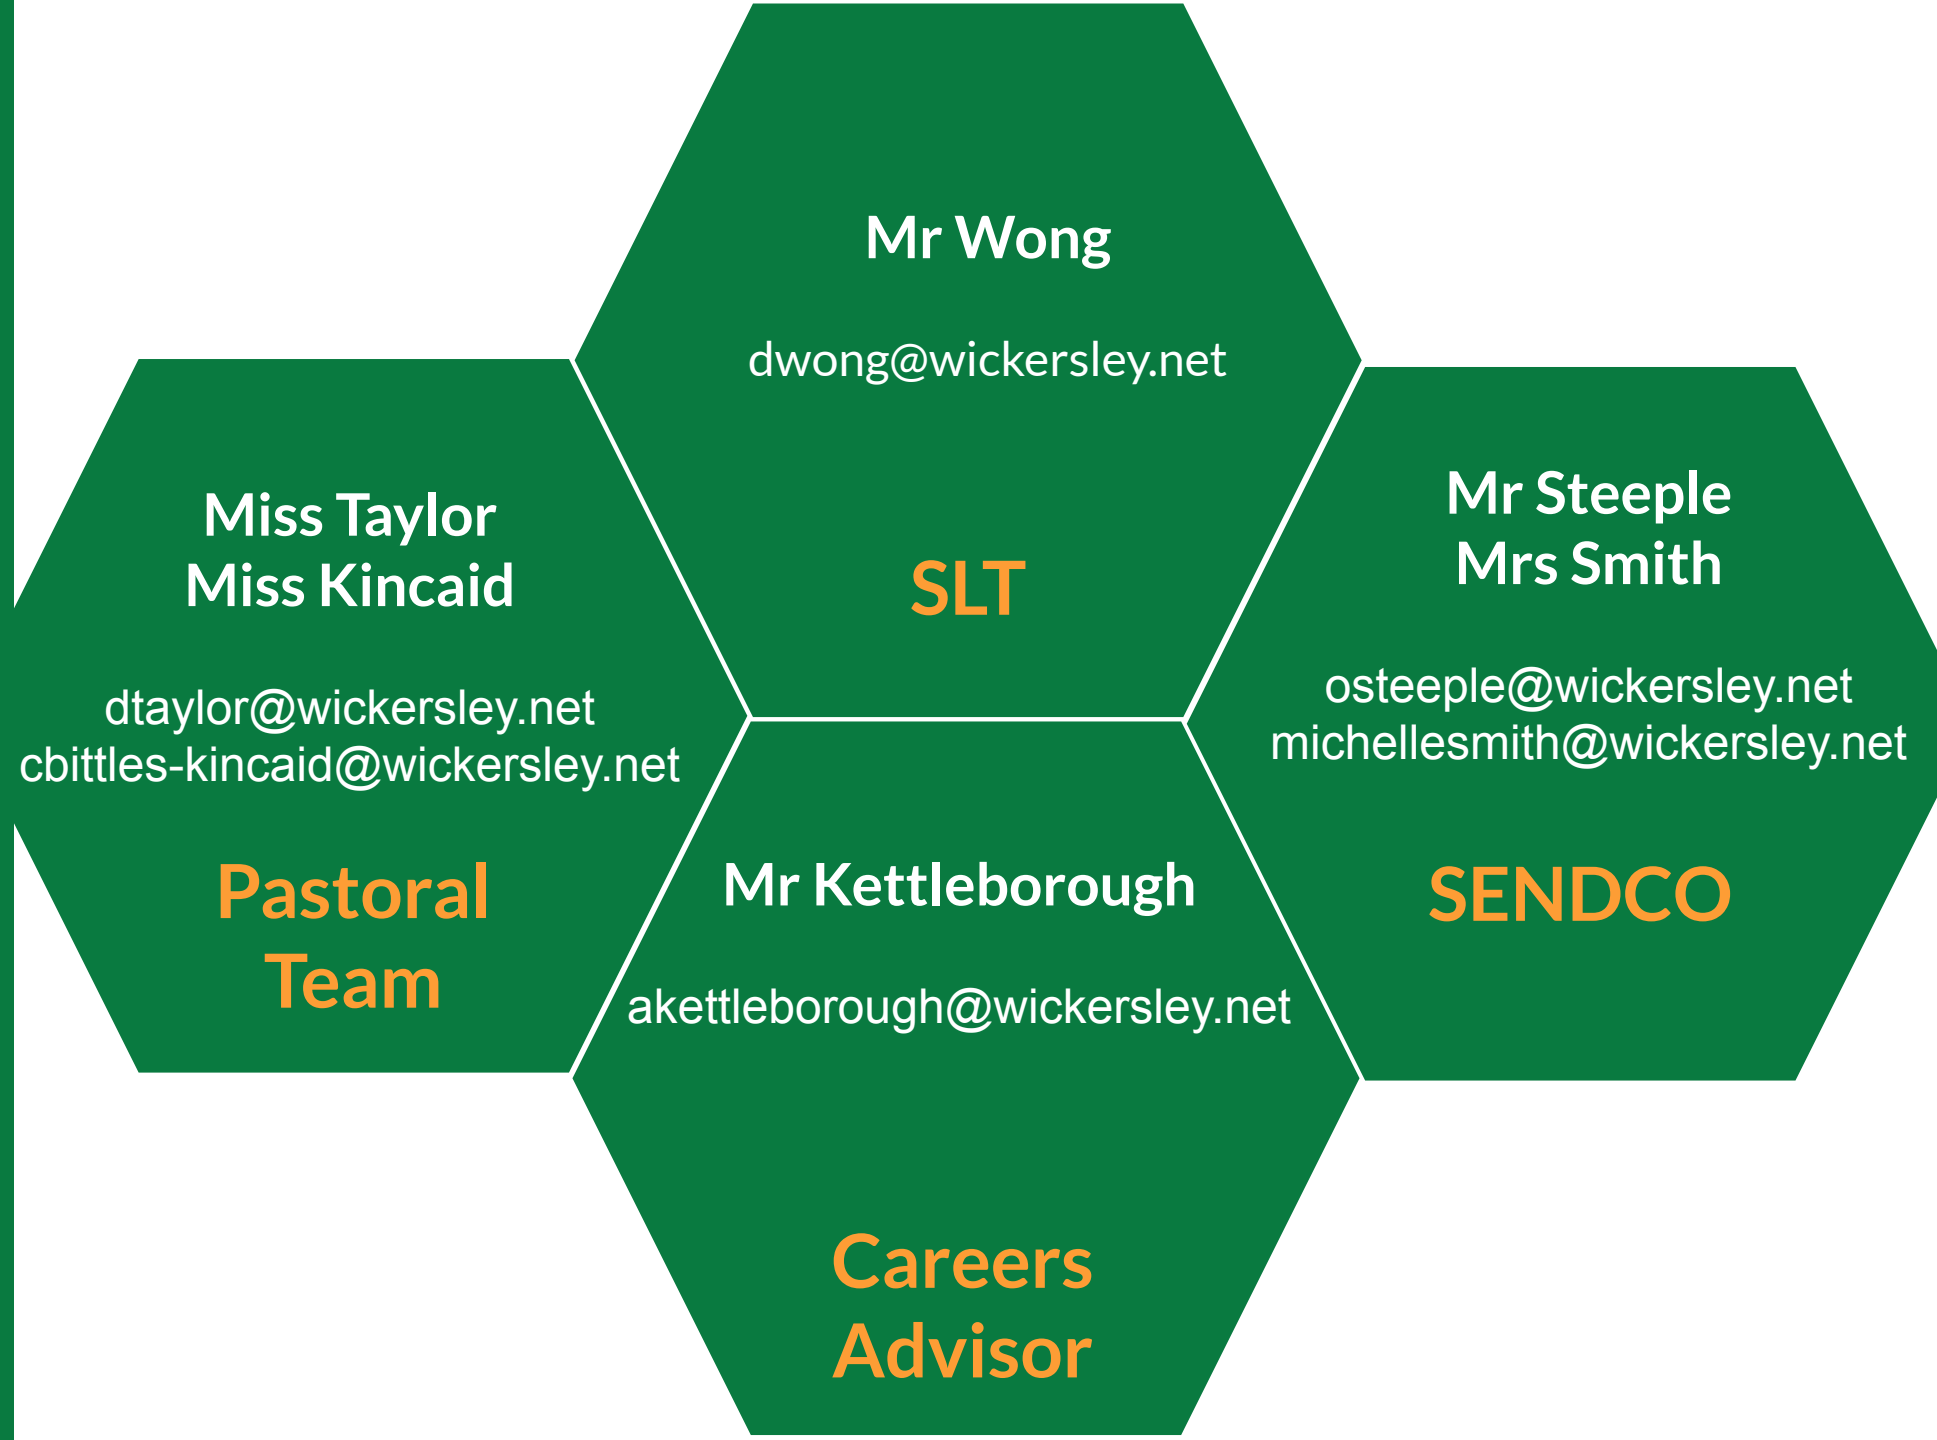 Mr Wong
dwong@wickersley.net
SLT
Miss Taylor
Miss Kincaid
dtaylor@wickersley.net
cbittles-kincaid@wickersley.net
Pastoral
Team
Mr Steeple
Mrs Smith
osteeple@wickersley.net
michellesmith@wickersley.net
SENDCO
Mr Kettleborough
akettleborough@wickersley.net
Careers
Advisor